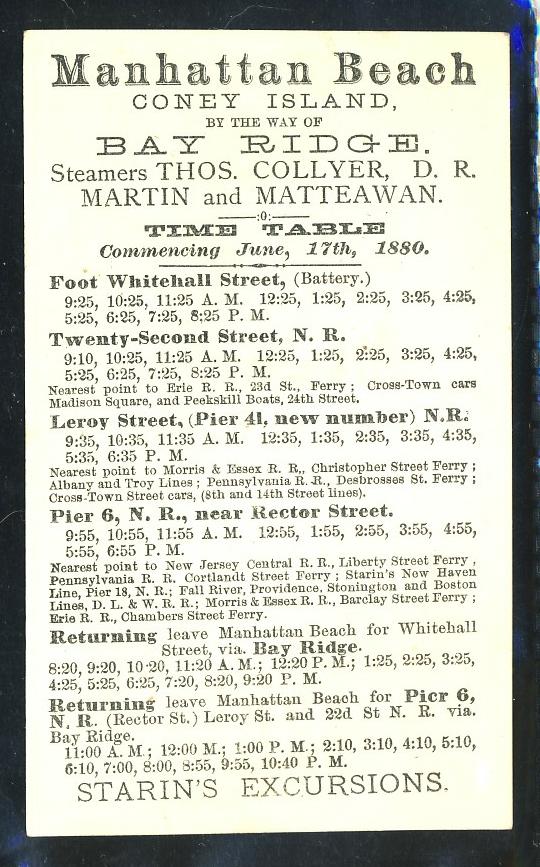 Manhattan Beach
CONEY ISLAND,
BY THE WAY OF
BAY RIDGE.
Steamers THOS. COLLYER, D. R.
MARTIN and MATTEAWAN.
:0:
TIME TABLE
Commencing June, 17th, 1880.
Foot Whitehall Street, (Battery.)
9:25, 10:25, 11:25 A. M. 12:25, 1:25, 2:25, 3:25, 4:25,
5:25, 6:25, 7:25, 8:25 P. M.
Twenty-Second Street, N. R.
9:10, 10:25, 11:25 A. M. 12:25, 1:25, 2:25, 3:25, 4:25,
5:25, 6:25, 7:25, 8:25 P. M.
Nearest point to Erie R. R., 23d St., Ferry; Cross-Town cars
Madison Square, and Peekskill Boats, 24th Street.
Leroy Street, (Pier 41, new number) N.R.
9:35, 10:35, 11:35 A. M. 12:35, 1:35, 2:35, 3:35, 4:35,
5:35, 6:35 P. M.
Nearest point to Morris & Essex R. R., Christopher Street Ferry;
Albany and Troy Lines; Pennsylvania R. R., Desbrosses St. Ferry;
Cross-Town Street cars, (8th and 14th Street lines).
Pier 6, N. R., near Rector Street.
9:55, 10:55, 11:55 A. M. 12:55, 1:55, 2:55, 3:55, 4:55,
5:55, 6:55 P. M.
Nearest point to New Jersey Central R. R., Liberty Street Ferry,
Pennsylvania R. R. Cortlandt Street Ferry; Starin's New Haven
Line, Pier 18, N. R.; Fall River, Providence, Stonington and Boston
Lines, D. L. & W. R. R.; Morris & Essex R. R., Barclay Street Ferry;
Erie R. R., Chambers Street Ferry.
Returning leave Manhattan Beach for Whitehall
Street, via. Bay Ridge.
8:20, 9:20, 10:20, 11:20 A. M.; 12:20 P. M.; 1:25, 2:25, 3:25,
4:25, 5:25, 6:25, 7:20, 8:20, 9:20 P. M.
Returning leave Manhattan Beach for Pier 6,
N. R. (Rector St.) Leroy St. and 22d St N. R. via.
Bay Ridge.
11:00 A. M.; 12:00 M.; 1:00 P. M.; 2:10, 3:10, 4:10, 5:10,
6:10, 7:00, 8:00, 8:55, 9:55, 10:40 P. M.
STARIN'S EXCURSIONS.